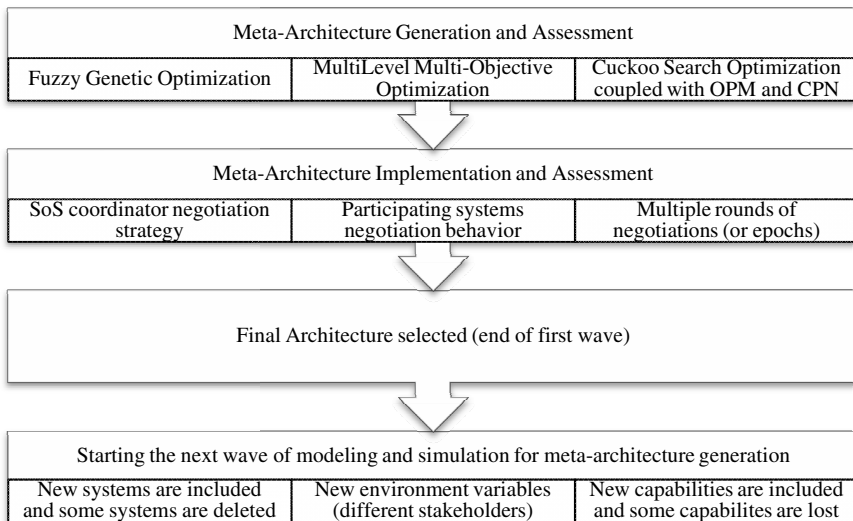 Meta-Architecture Generation and Assessment
Fuzzy Genetic Optimization
MultiLevel Multi-Objective
Optimization
Cuckoo Search Optimization
coupled with OPM and CPN
Meta-Architecture Implementation and Assessment
SoS coordinator negotiation
strategy
Participating systems
negotiation behavior
Multiple rounds of
negotiations (or epochs)
Final Architecture selected (end of first wave)
Starting the next wave of modeling and simulation for meta-architecture generation
New systems are included
and some systems are deleted
New environment variables
(different stakeholders)
New capabilities are included
and some capabilites are lost